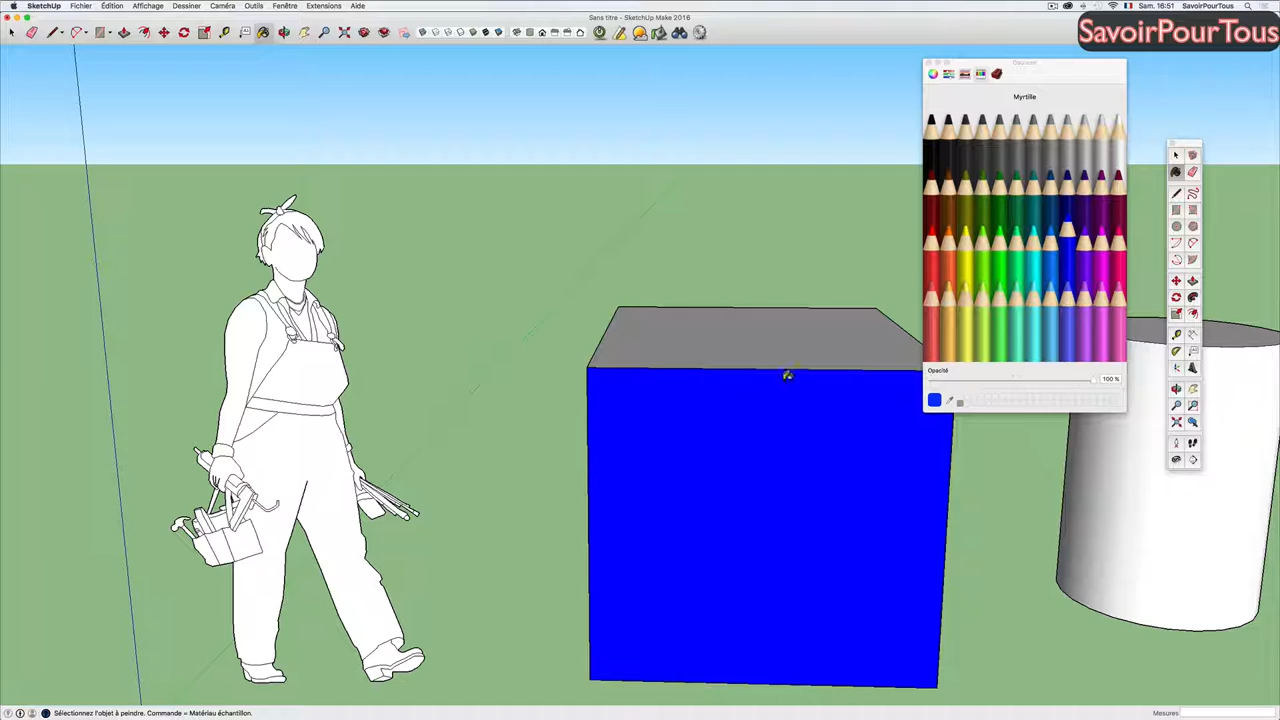 SketchUp Fichier Édition Affichage Dessiner Caméra Outils Fenêtre Extensions Aide
Sam. 16:51 SavoirPourTous
Sans titre - SketchUp Make 2016
SavoirPourTous
Myrtille
Opacité
100 %
Sélectionnez l'objet à peindre. Commande = Matériau échantillon.
Mesures